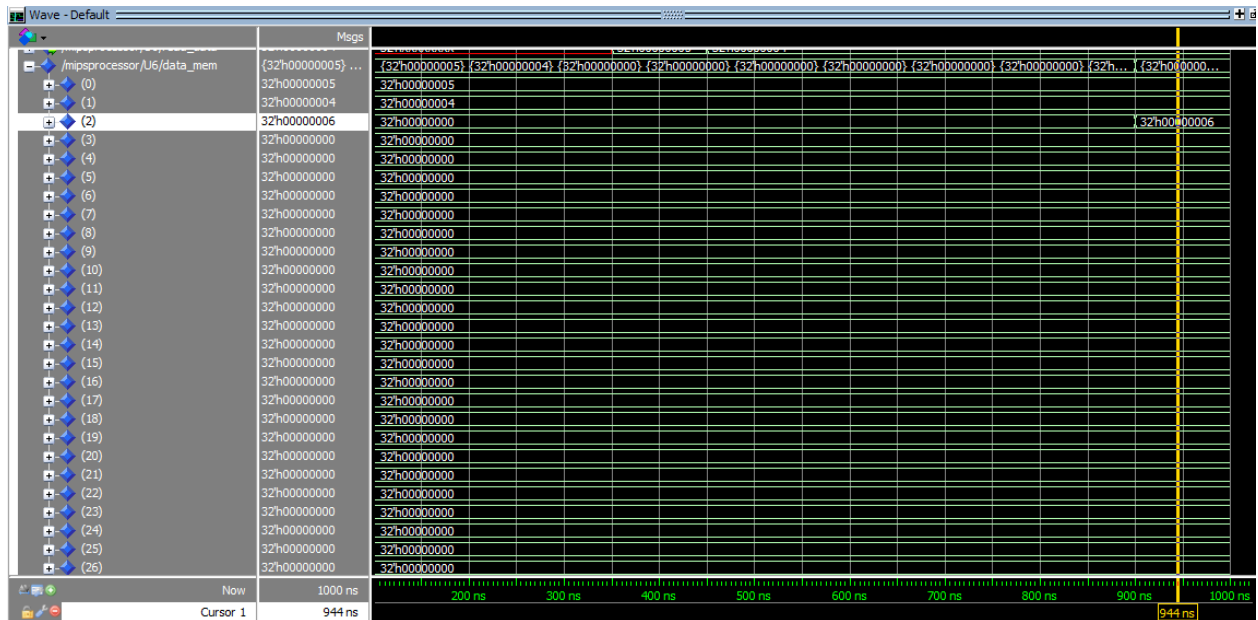 Wave - Default
Msgs
/mipsprocessor/U6/data_mem {32'h00000005} ... {32'h00000005} {32'h00000004} {32'h00000000} {32'h00000000} {32'h00000000} {32'h00000000} {32'h00000000} {32'h00000000} {32'h... {32'h000000...
(0) 32'h00000005 32'h00000005
(1) 32'h00000004 32'h00000004
(2) 32'h00000006 32'h00000000 32'h00000006
(3) 32'h00000000 32'h00000000
(4) 32'h00000000 32'h00000000
(5) 32'h00000000 32'h00000000
(6) 32'h00000000 32'h00000000
(7) 32'h00000000 32'h00000000
(8) 32'h00000000 32'h00000000
(9) 32'h00000000 32'h00000000
(10) 32'h00000000 32'h00000000
(11) 32'h00000000 32'h00000000
(12) 32'h00000000 32'h00000000
(13) 32'h00000000 32'h00000000
(14) 32'h00000000 32'h00000000
(15) 32'h00000000 32'h00000000
(16) 32'h00000000 32'h00000000
(17) 32'h00000000 32'h00000000
(18) 32'h00000000 32'h00000000
(19) 32'h00000000 32'h00000000
(20) 32'h00000000 32'h00000000
(21) 32'h00000000 32'h00000000
(22) 32'h00000000 32'h00000000
(23) 32'h00000000 32'h00000000
(24) 32'h00000000 32'h00000000
(25) 32'h00000000 32'h00000000
(26) 32'h00000000 32'h00000000
Now 1000 ns 200 ns 300 ns 400 ns 500 ns 600 ns 700 ns 800 ns 900 ns 1000 ns
Cursor 1 944 ns 944 ns